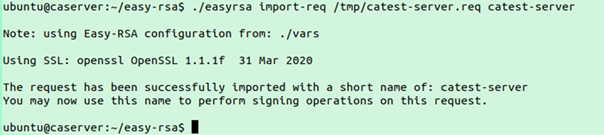 ubuntu@caserver:~/easy-rsa$ ./easyrsa import-req /tmp/catest-server.req catest-server
Note: using Easy-RSA configuration from: ./vars
Using SSL: openssl OpenSSL 1.1.1f  31 Mar 2020
The request has been successfully imported with a short name of: catest-server
You may now use this name to perform signing operations on this request.
ubuntu@caserver:~/easy-rsa$